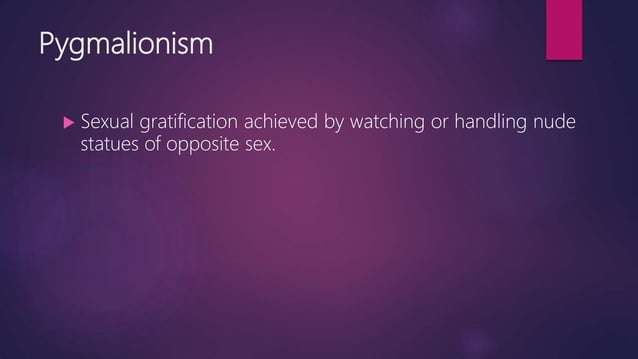 Pygmalionism
Sexual gratification achieved by watching or handling nude
statues of opposite sex.